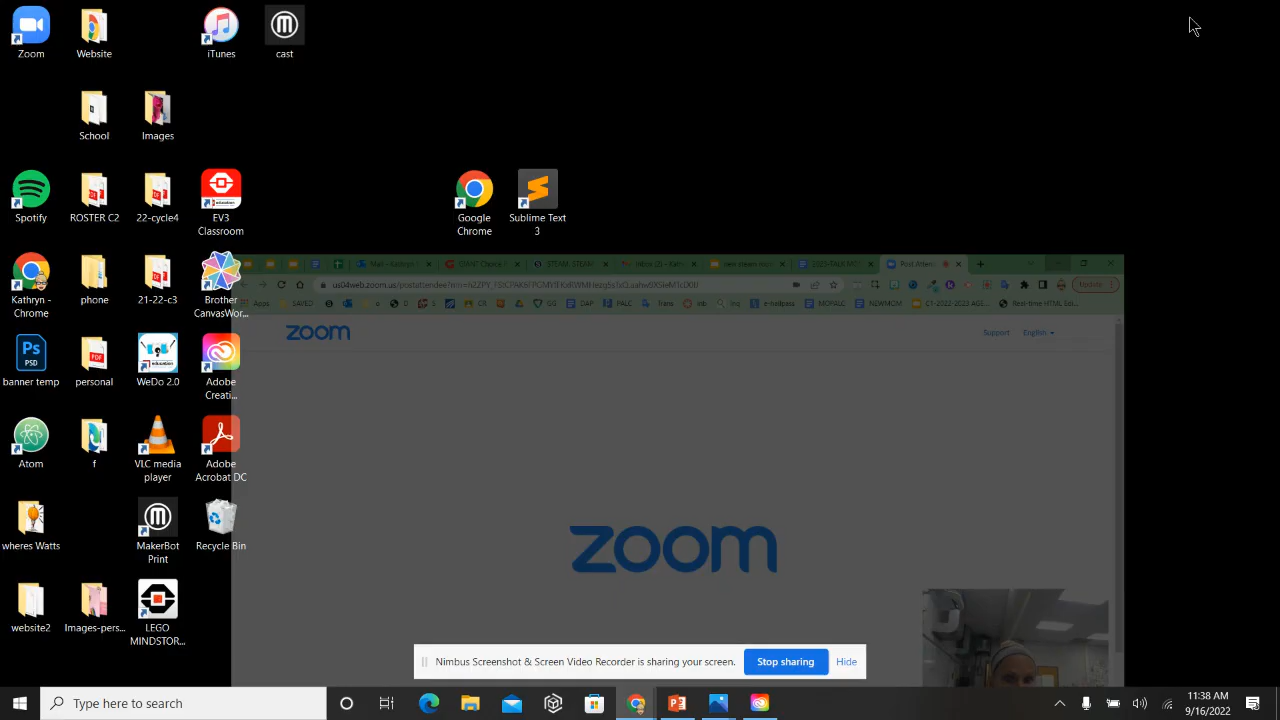 Zoom
Website
iTunes
cast
School
Images
Spotify
ROSTER C2
22-cycle4
EV3
Classroom
Google
Chrome
Sublime Text
3
Kathryn -
Chrome
phone
21-22-c3
Brother
CanvasWor...
Support
English
zoom
banner temp
personal
WeDo 2.0
Adobe
Creati...
Atom
f
VLC media
player
Adobe
Acrobat DC
wheres Watts
MakerBot
Print
Recycle Bin
zoom
website2
Images-pers...
LEGO
MINDSTOR...
Nimbus Screenshot & Screen Video Recorder is sharing your screen.
Stop sharing
Hide
Type here to search
11:38 AM
9/16/2022